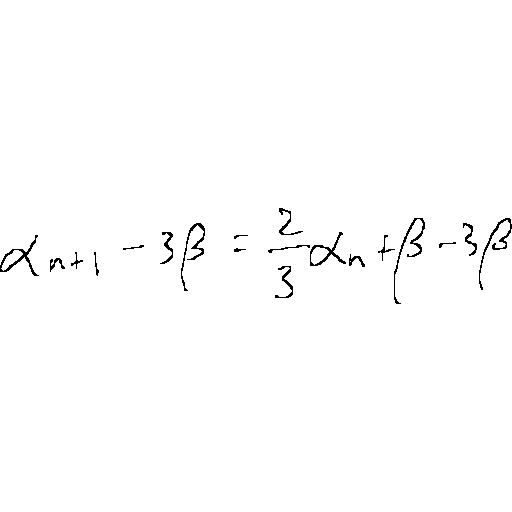 α_{n+1} - 3β = \frac{2}{3}α_n + β - 3β